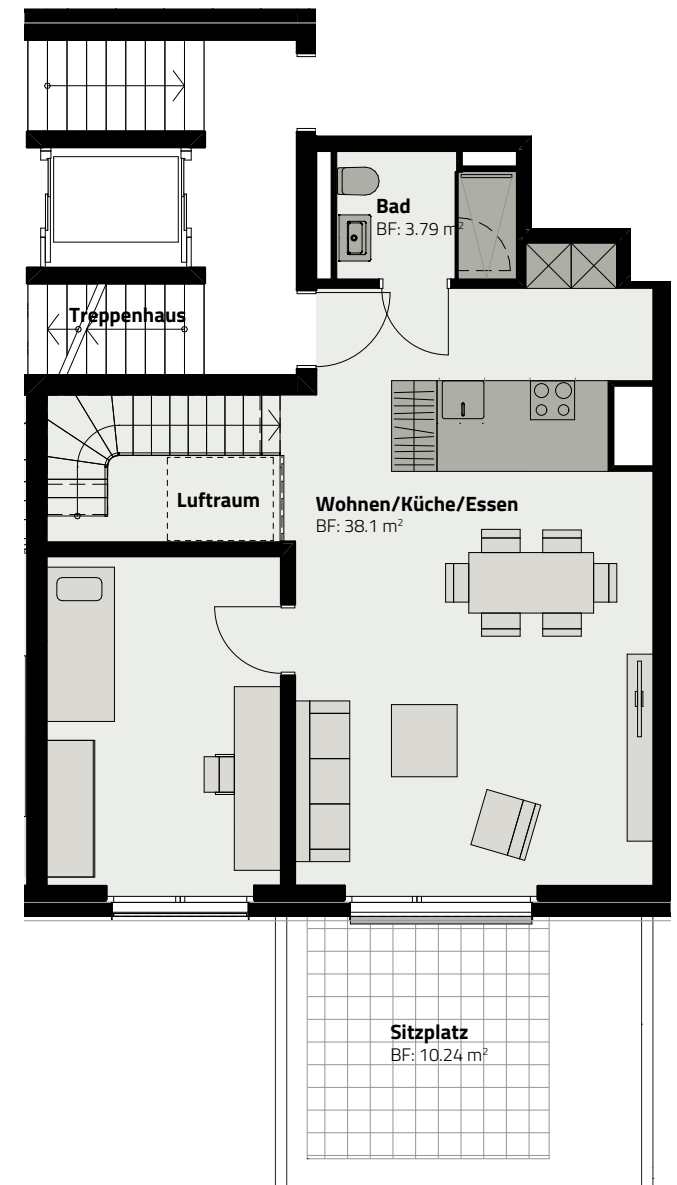 Bad
BF: 3.79 m²
Treppenhaus
Luftraum
Wohnen/Küche/Essen
BF: 38.1 m²
Sitzplatz
BF: 10.24 m²